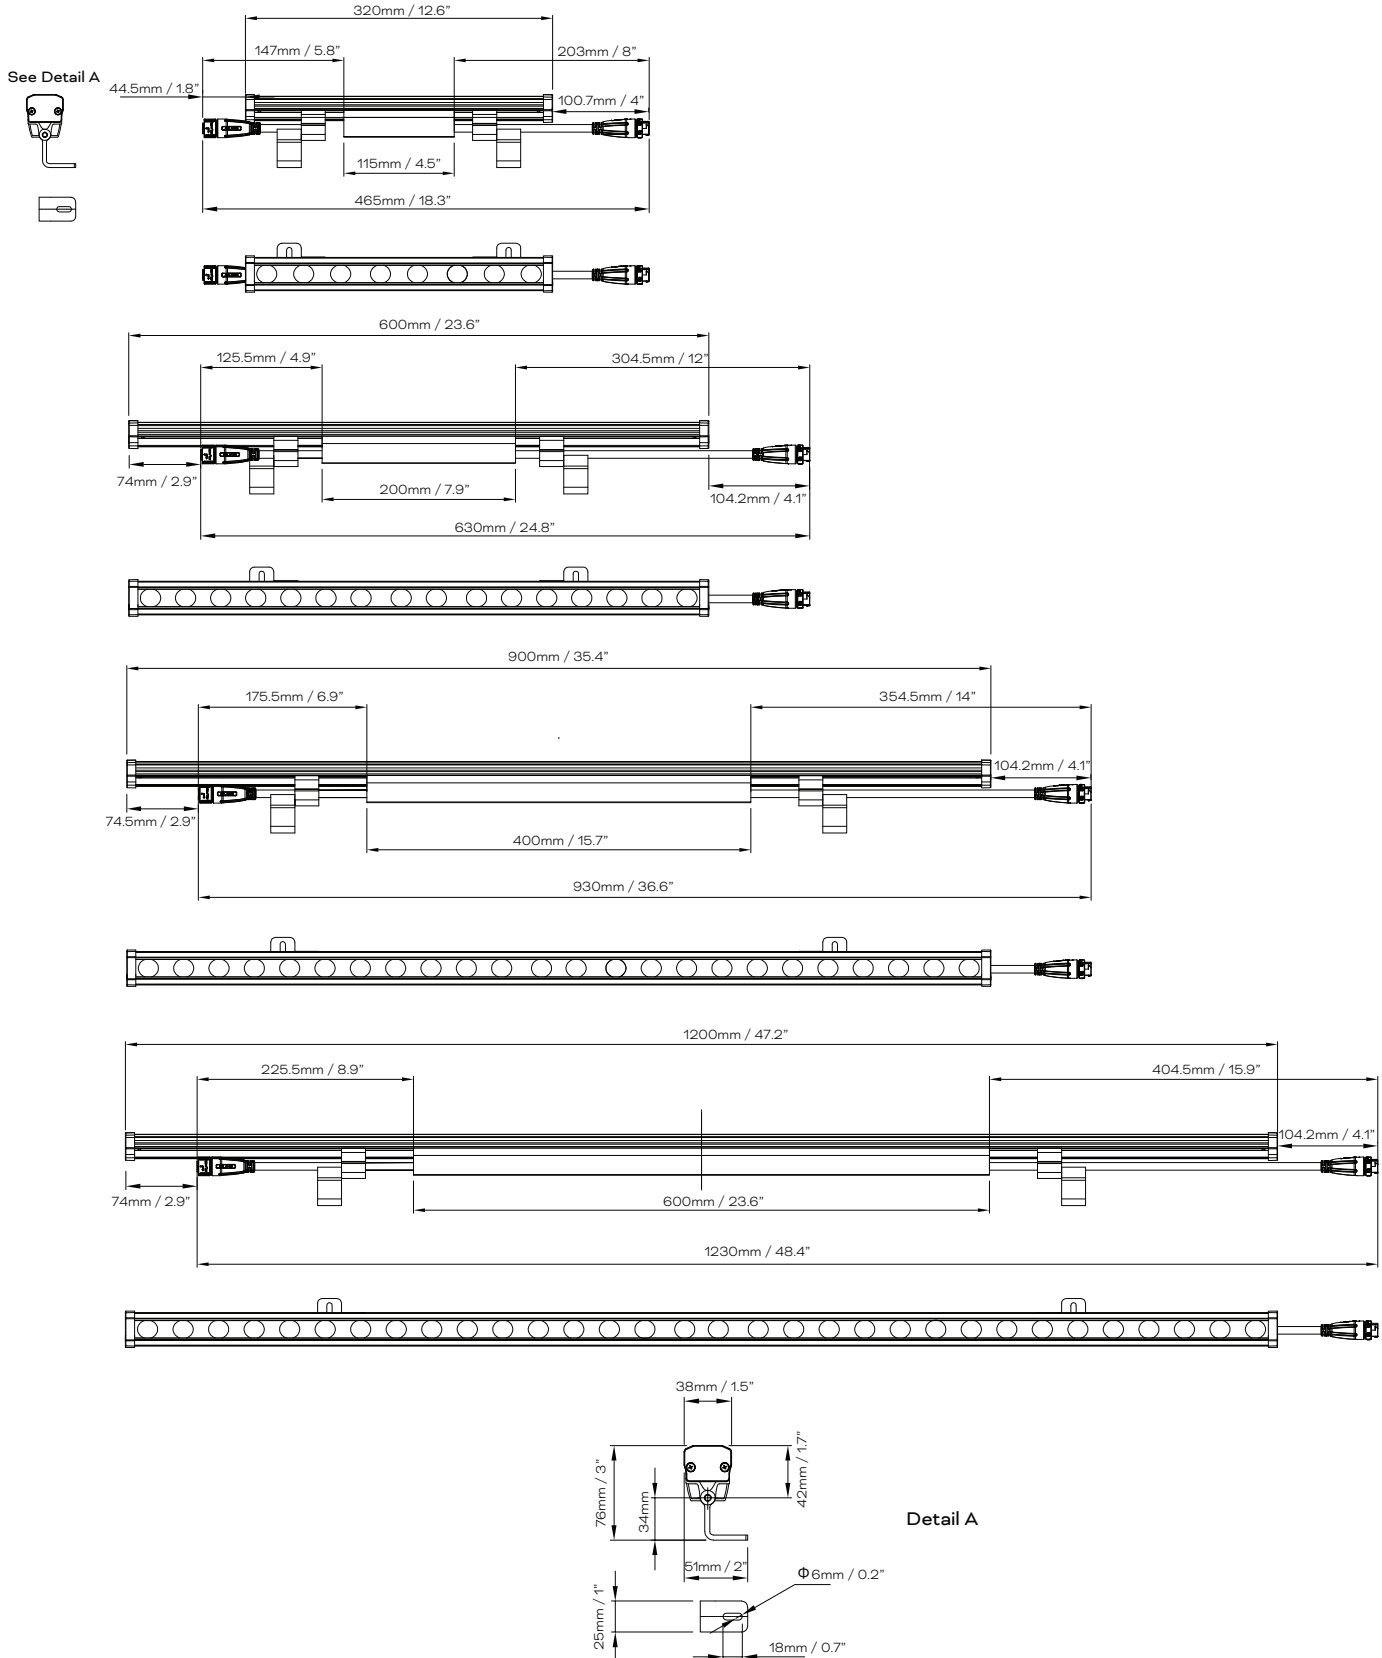 320mm / 12.6”
147mm / 5.8”
203mm / 8”
See Detail A
44.5mm / 1.8”
100.7mm / 4”
115mm / 4.5”
465mm / 18.3”
600mm / 23.6”
125.5mm / 4.9”
304.5mm / 12”
74mm / 2.9”
200mm / 7.9”
104.2mm / 4.1”
630mm / 24.8”
900mm / 35.4”
175.5mm / 6.9”
354.5mm / 14”
104.2mm / 4.1”
74.5mm / 2.9”
400mm / 15.7”
930mm / 36.6”
1200mm / 47.2”
225.5mm / 8.9”
404.5mm / 15.9”
104.2mm / 4.1”
74mm / 2.9”
600mm / 23.6”
1230mm / 48.4”
38mm / 1.5”
76mm / 3”
34mm
42mm / 1.7”
Detail A
51mm / 2”
Φ6mm / 0.2”
25mm / 1”
18mm / 0.7”